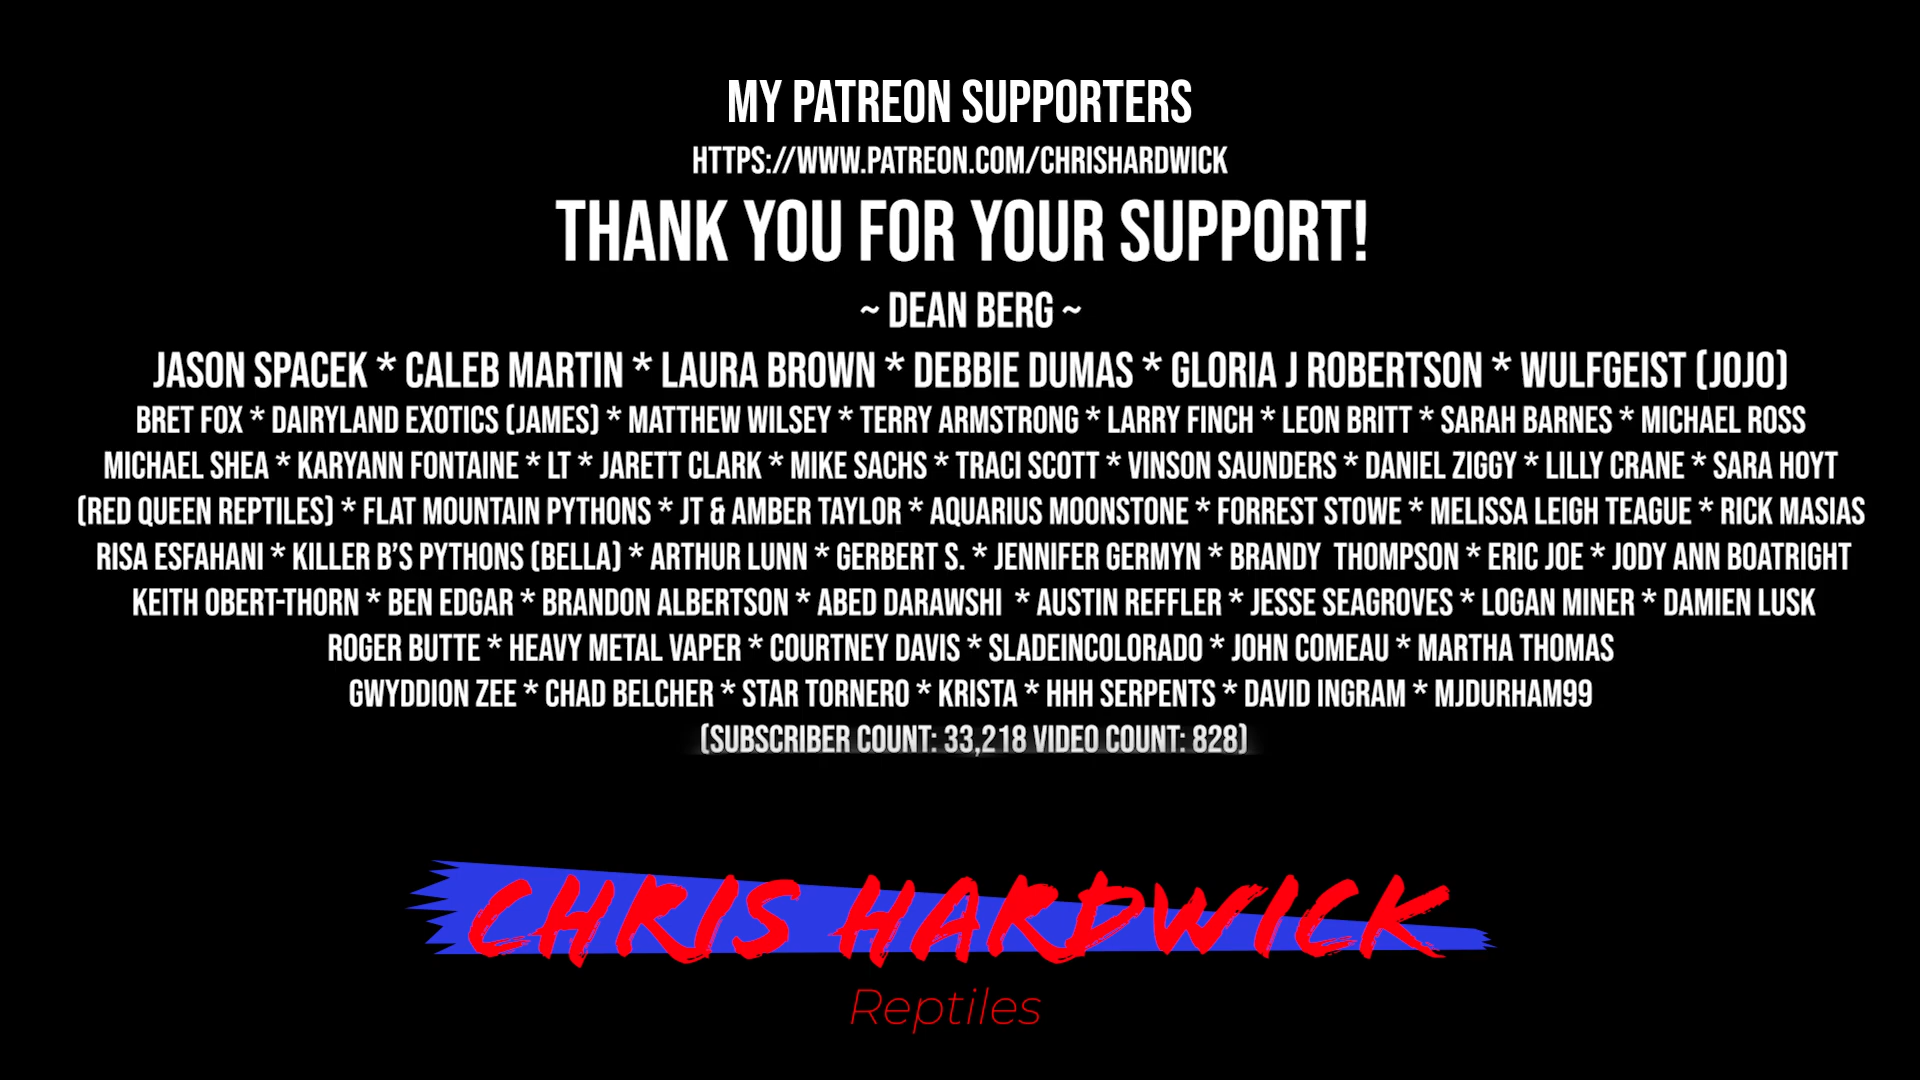 MY PATREON SUPPORTERS
HTTPS://WWW.PATREON.COM/CHRISHARDWICK
THANK YOU FOR YOUR SUPPORT!
~ DEAN BERG ~
JASON SPACEK * CALEB MARTIN * LAURA BROWN * DEBBIE DUMAS * GLORIA J ROBERTSON * WULFGEIST (JOJO)
BRET FOX * DAIRYLAND EXOTICS (JAMES) * MATTHEW WILSEY * TERRY ARMSTRONG * LARRY FINCH * LEON BRITT * SARAH BARNES * MICHAEL ROSS
MICHAEL SHEA * KARYANN FONTAINE * LT * JARETT CLARK * MIKE SACHS * TRACI SCOTT * VINSON SAUNDERS * DANIEL ZIGGY * LILLY CRANE * SARA HOYT
(RED QUEEN REPTILES) * FLAT MOUNTAIN PYTHONS * JT & AMBER TAYLOR * AQUARIUS MOONSTONE * FORREST STOWE * MELISSA LEIGH TEAGUE * RICK MASIAS
RISA ESFAHANI * KILLER B'S PYTHONS (BELLA) * ARTHUR LUNN * GERBERT S. * JENNIFER GERMYN * BRANDY  THOMPSON * ERIC JOE * JODY ANN BOATRIGHT
KEITH OBERT-THORN * BEN EDGAR * BRANDON ALBERTSON * ABED DARAWSHI  * AUSTIN REFFLER * JESSE SEAGROVES * LOGAN MINER * DAMIEN LUSK
ROGER BUTTE * HEAVY METAL VAPER * COURTNEY DAVIS * SLADEINCOLORADO * JOHN COMEAU * MARTHA THOMAS
GWYDDION ZEE * CHAD BELCHER * STAR TORNERO * KRISTA * HHH SERPENTS * DAVID INGRAM * MJDURHAM99
(SUBSCRIBER COUNT: 33,218 VIDEO COUNT: 828)
CHRIS HARDWICK
Reptiles